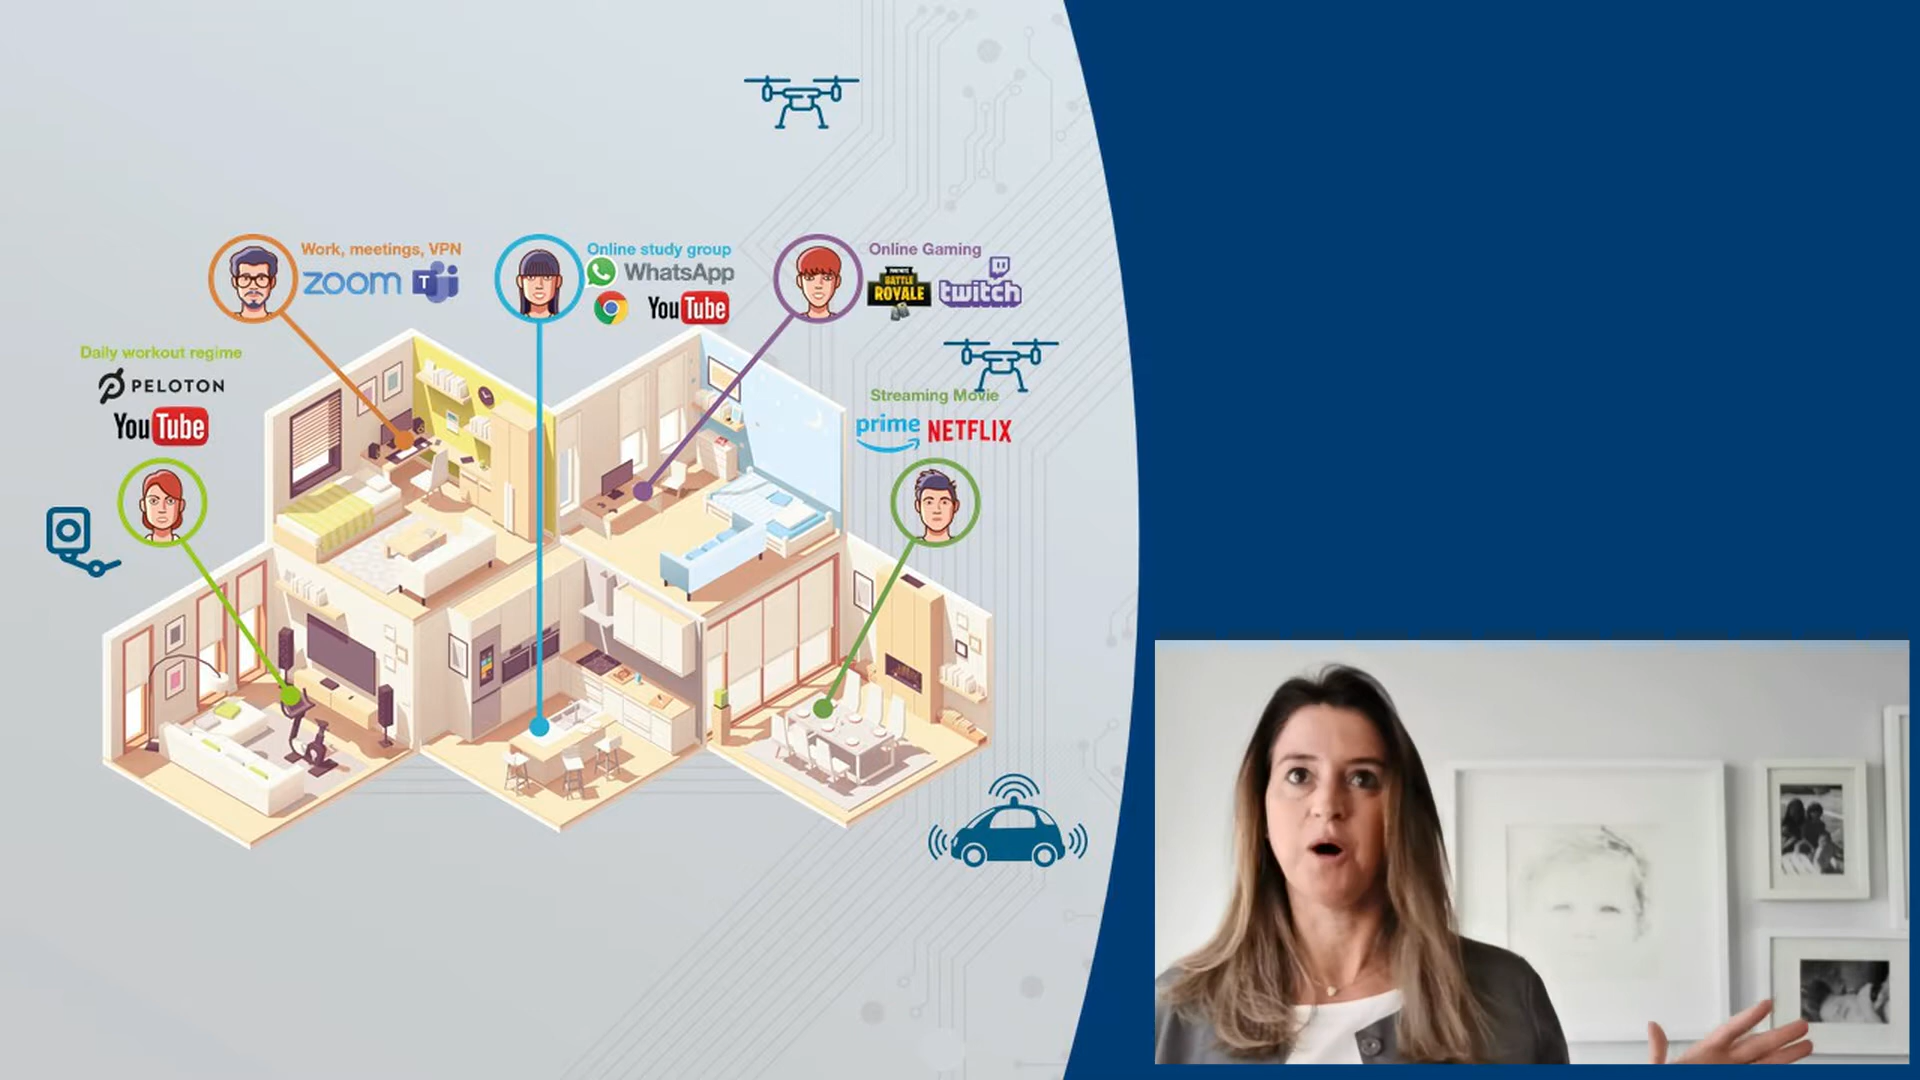 Work, meetings, VPN
zoom T
Online study group
WhatsApp
YouTube
Online Gaming
BATTLE
ROYALE
twitch
Daily workout regime
PELOTON
YouTube
Streaming Movie
prime NETFLIX